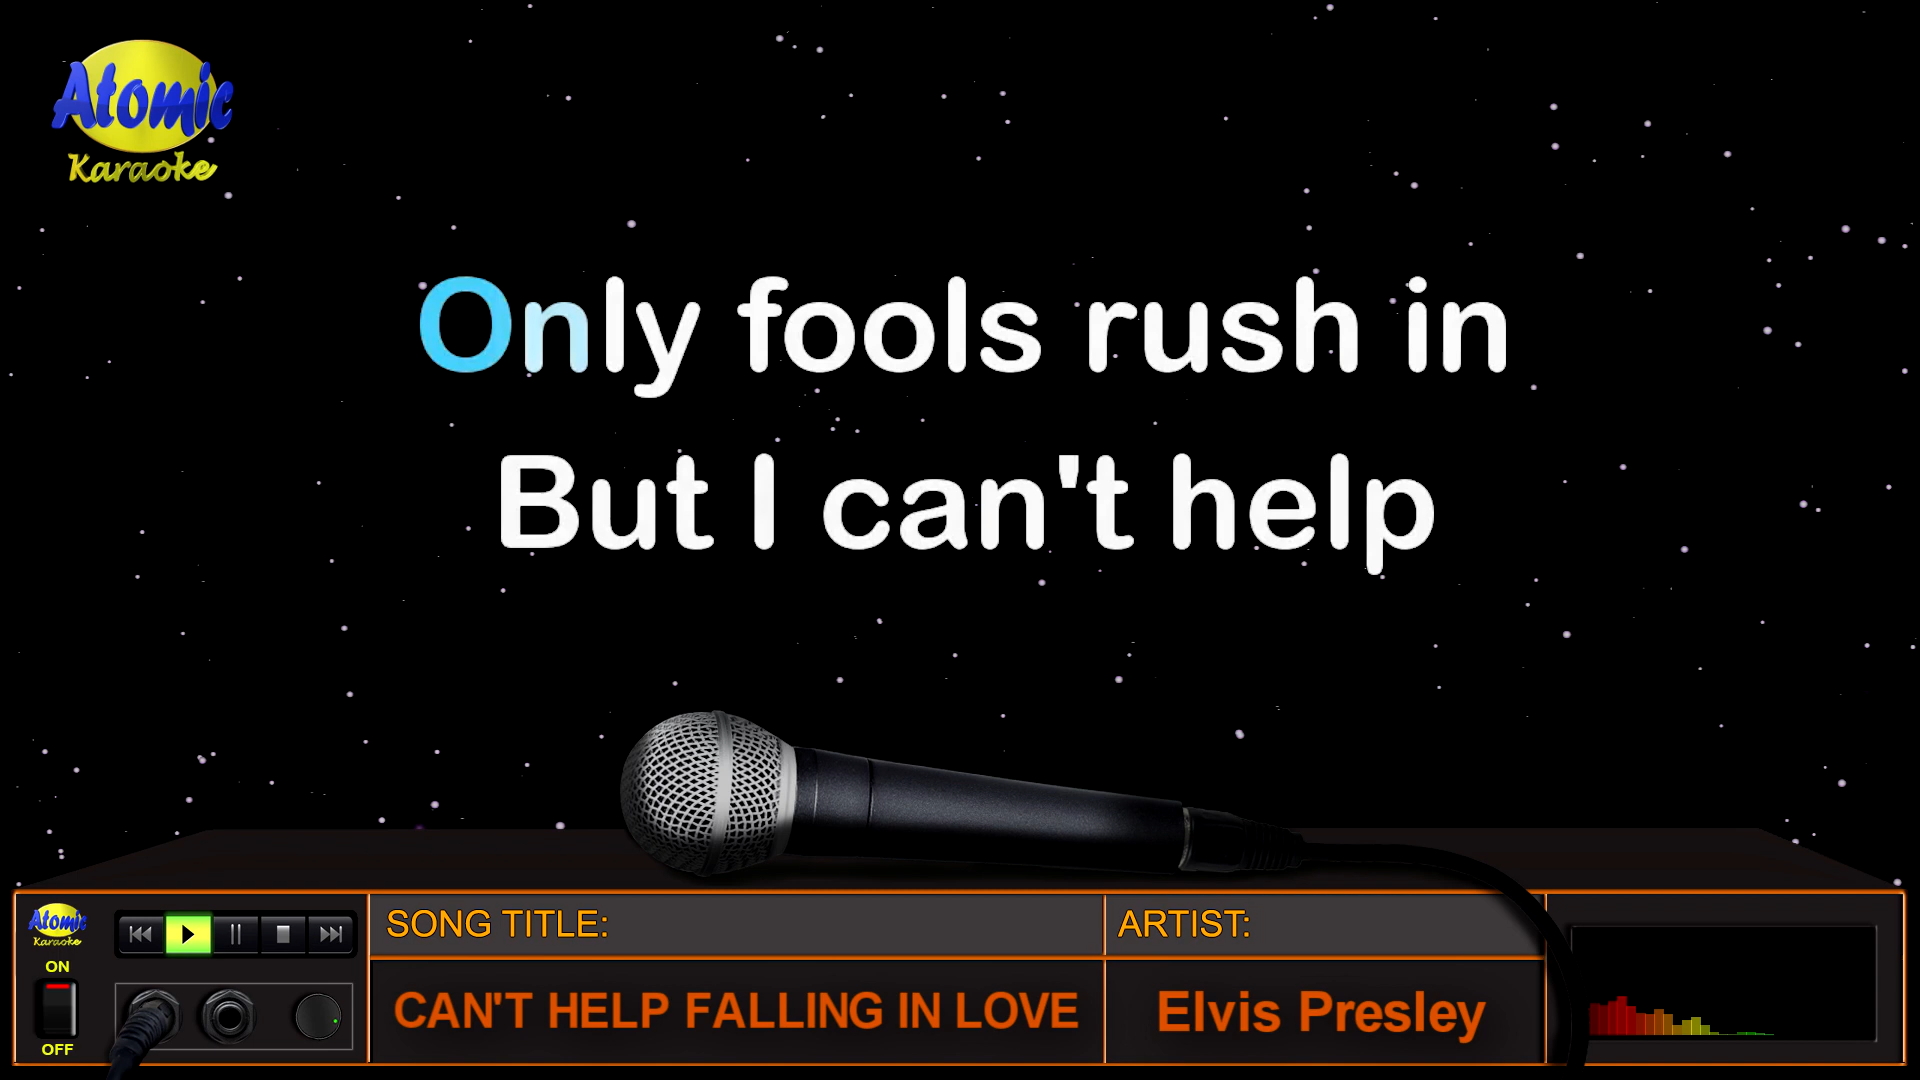 Atomic
Karaoke
Only fools rush in
But I can't help
Atomic
Karaoke
ON
OFF
SONG TITLE:
CAN'T HELP FALLING IN LOVE
ARTIST:
Elvis Presley